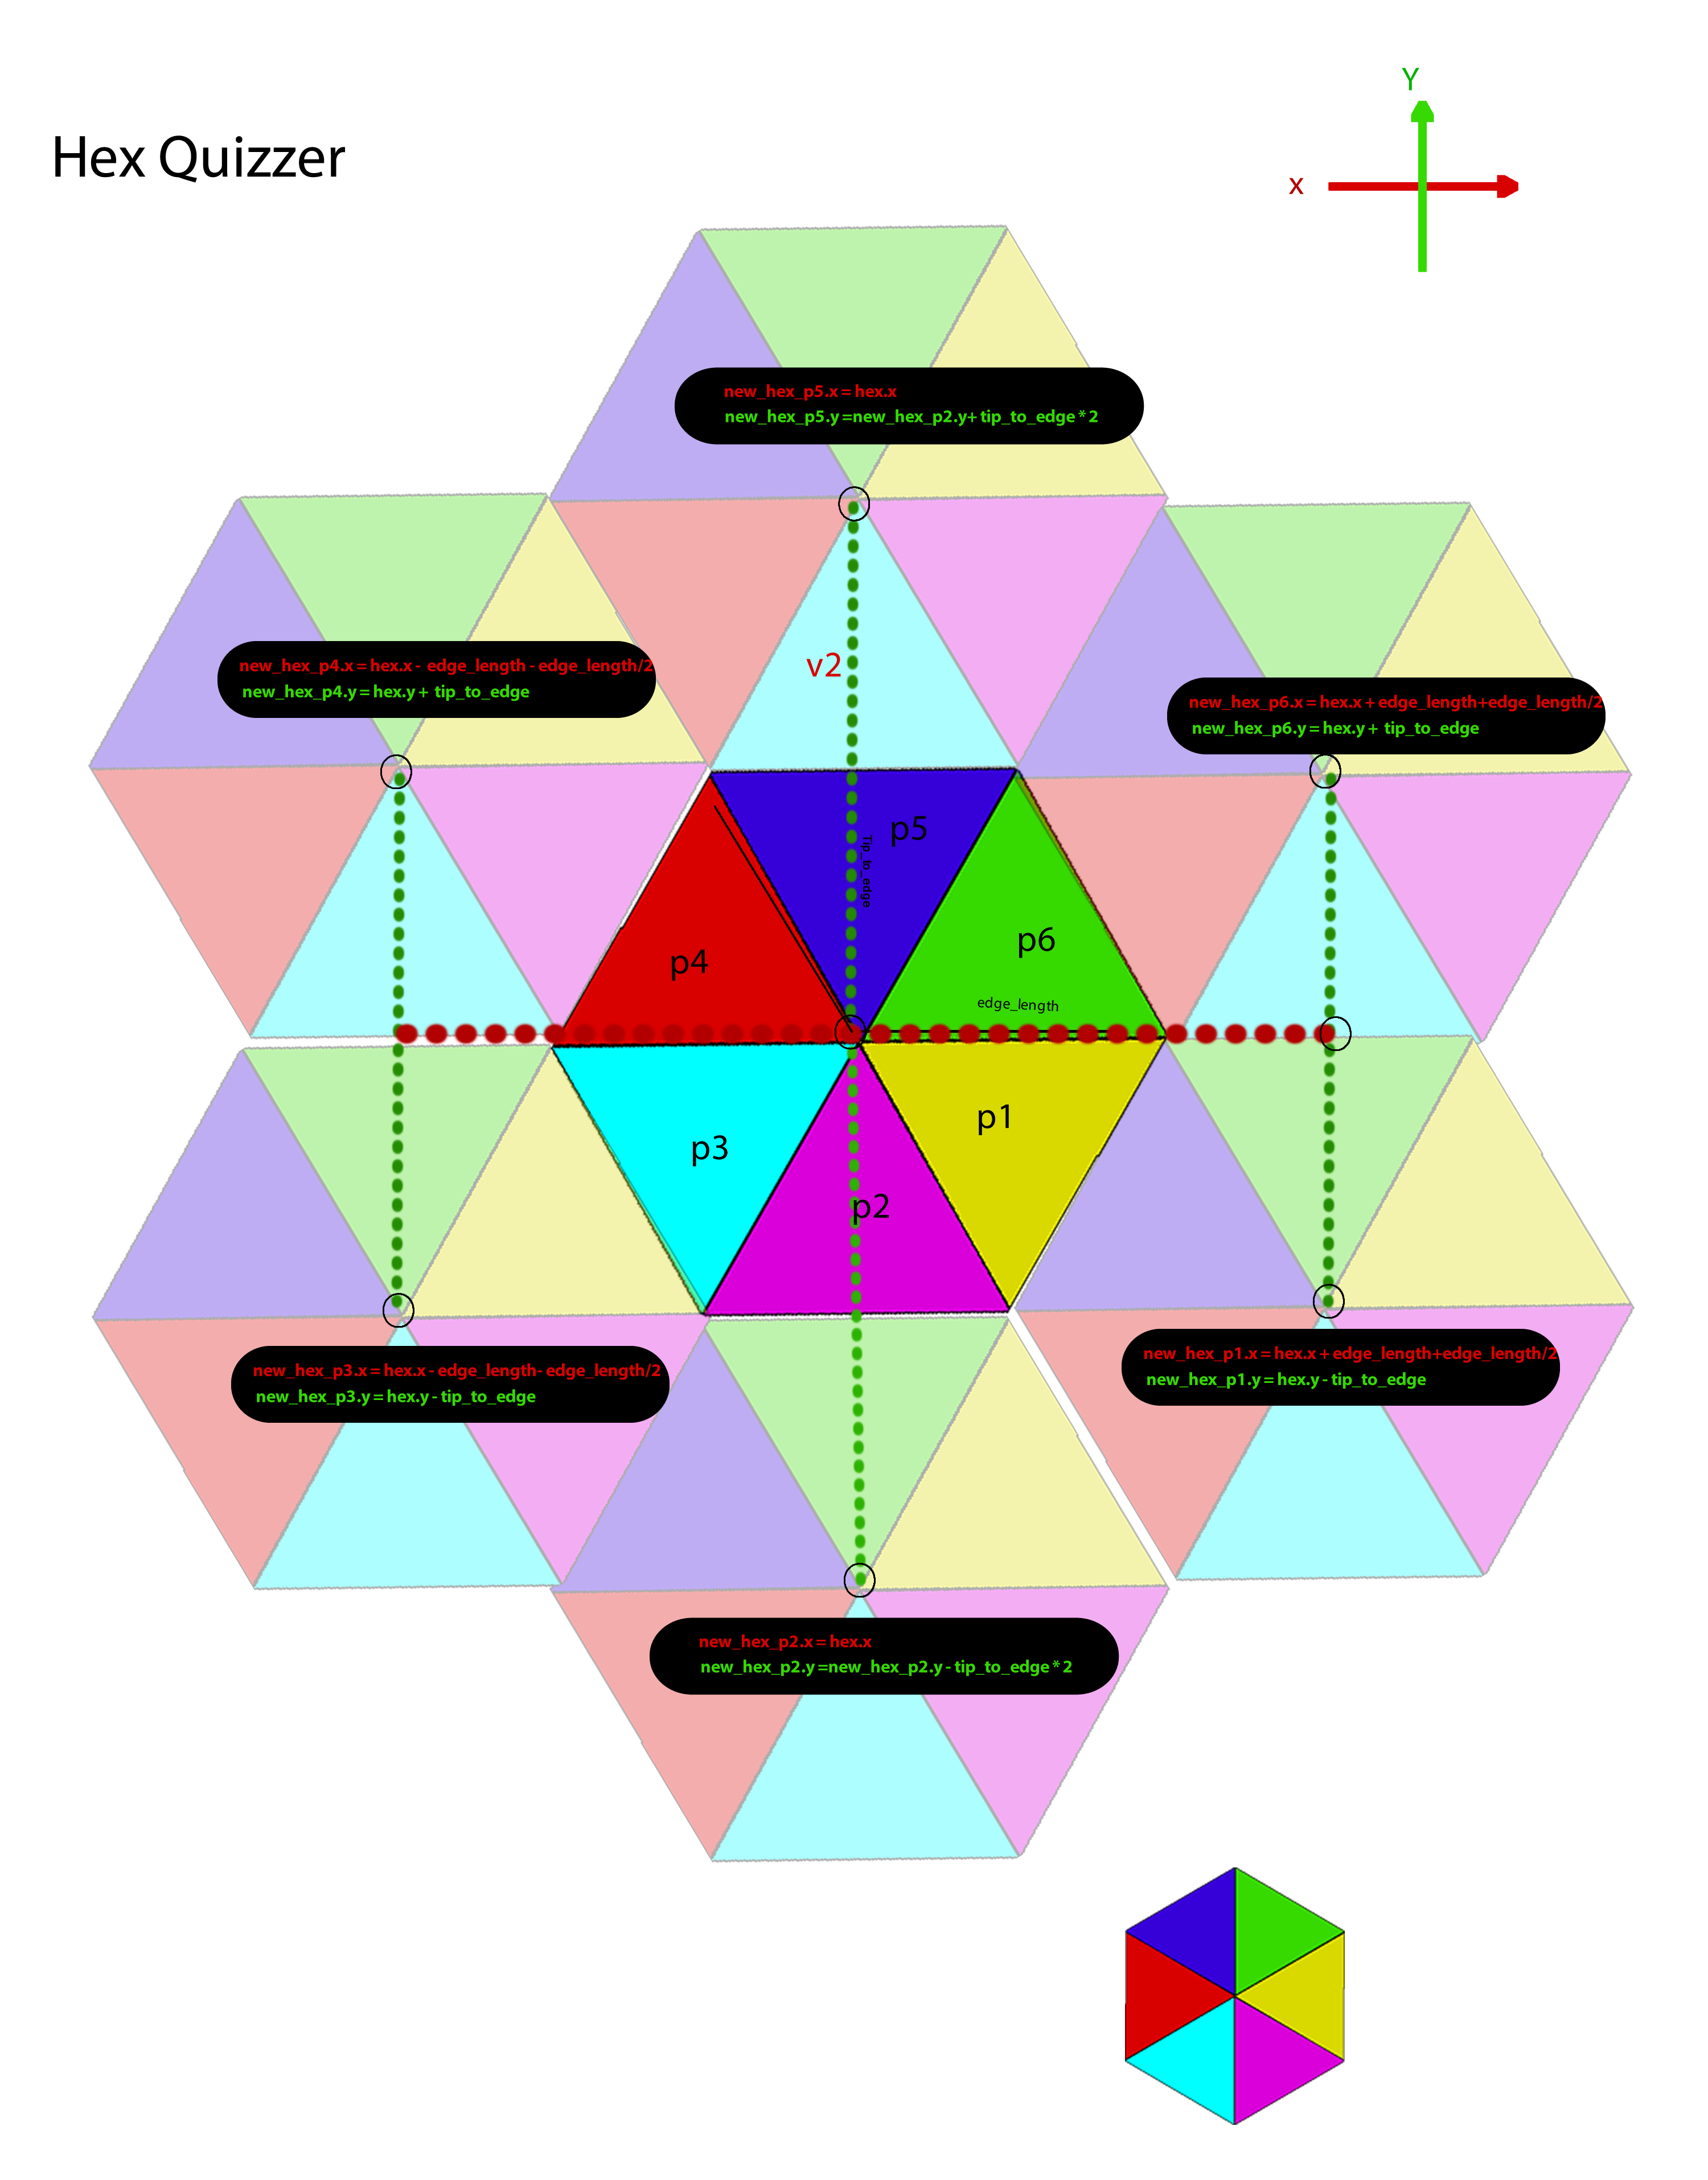 Y
x
Hex Quizzer
new_hex_p5.x = hex.x
new_hex_p5.y =new_hex_p2.y+ tip_to_edge * 2
v2
new_hex_p4.x = hex.x - edge_length - edge_length/2
new_hex_p4.y = hex.y + tip_to_edge
new_hex_p6.x = hex.x + edge_length+edge_length/2
new_hex_p6.y = hex.y + tip_to_edge
p5
Tip_to_edge
p4
p6
edge_length
p3
p1
p2
new_hex_p3.x = hex.x - edge_length- edge_length/2
new_hex_p3.y = hex.y - tip_to_edge
new_hex_p1.x = hex.x + edge_length+edge_length/2
new_hex_p1.y = hex.y - tip_to_edge
new_hex_p2.x = hex.x
new_hex_p2.y =new_hex_p2.y - tip_to_edge * 2